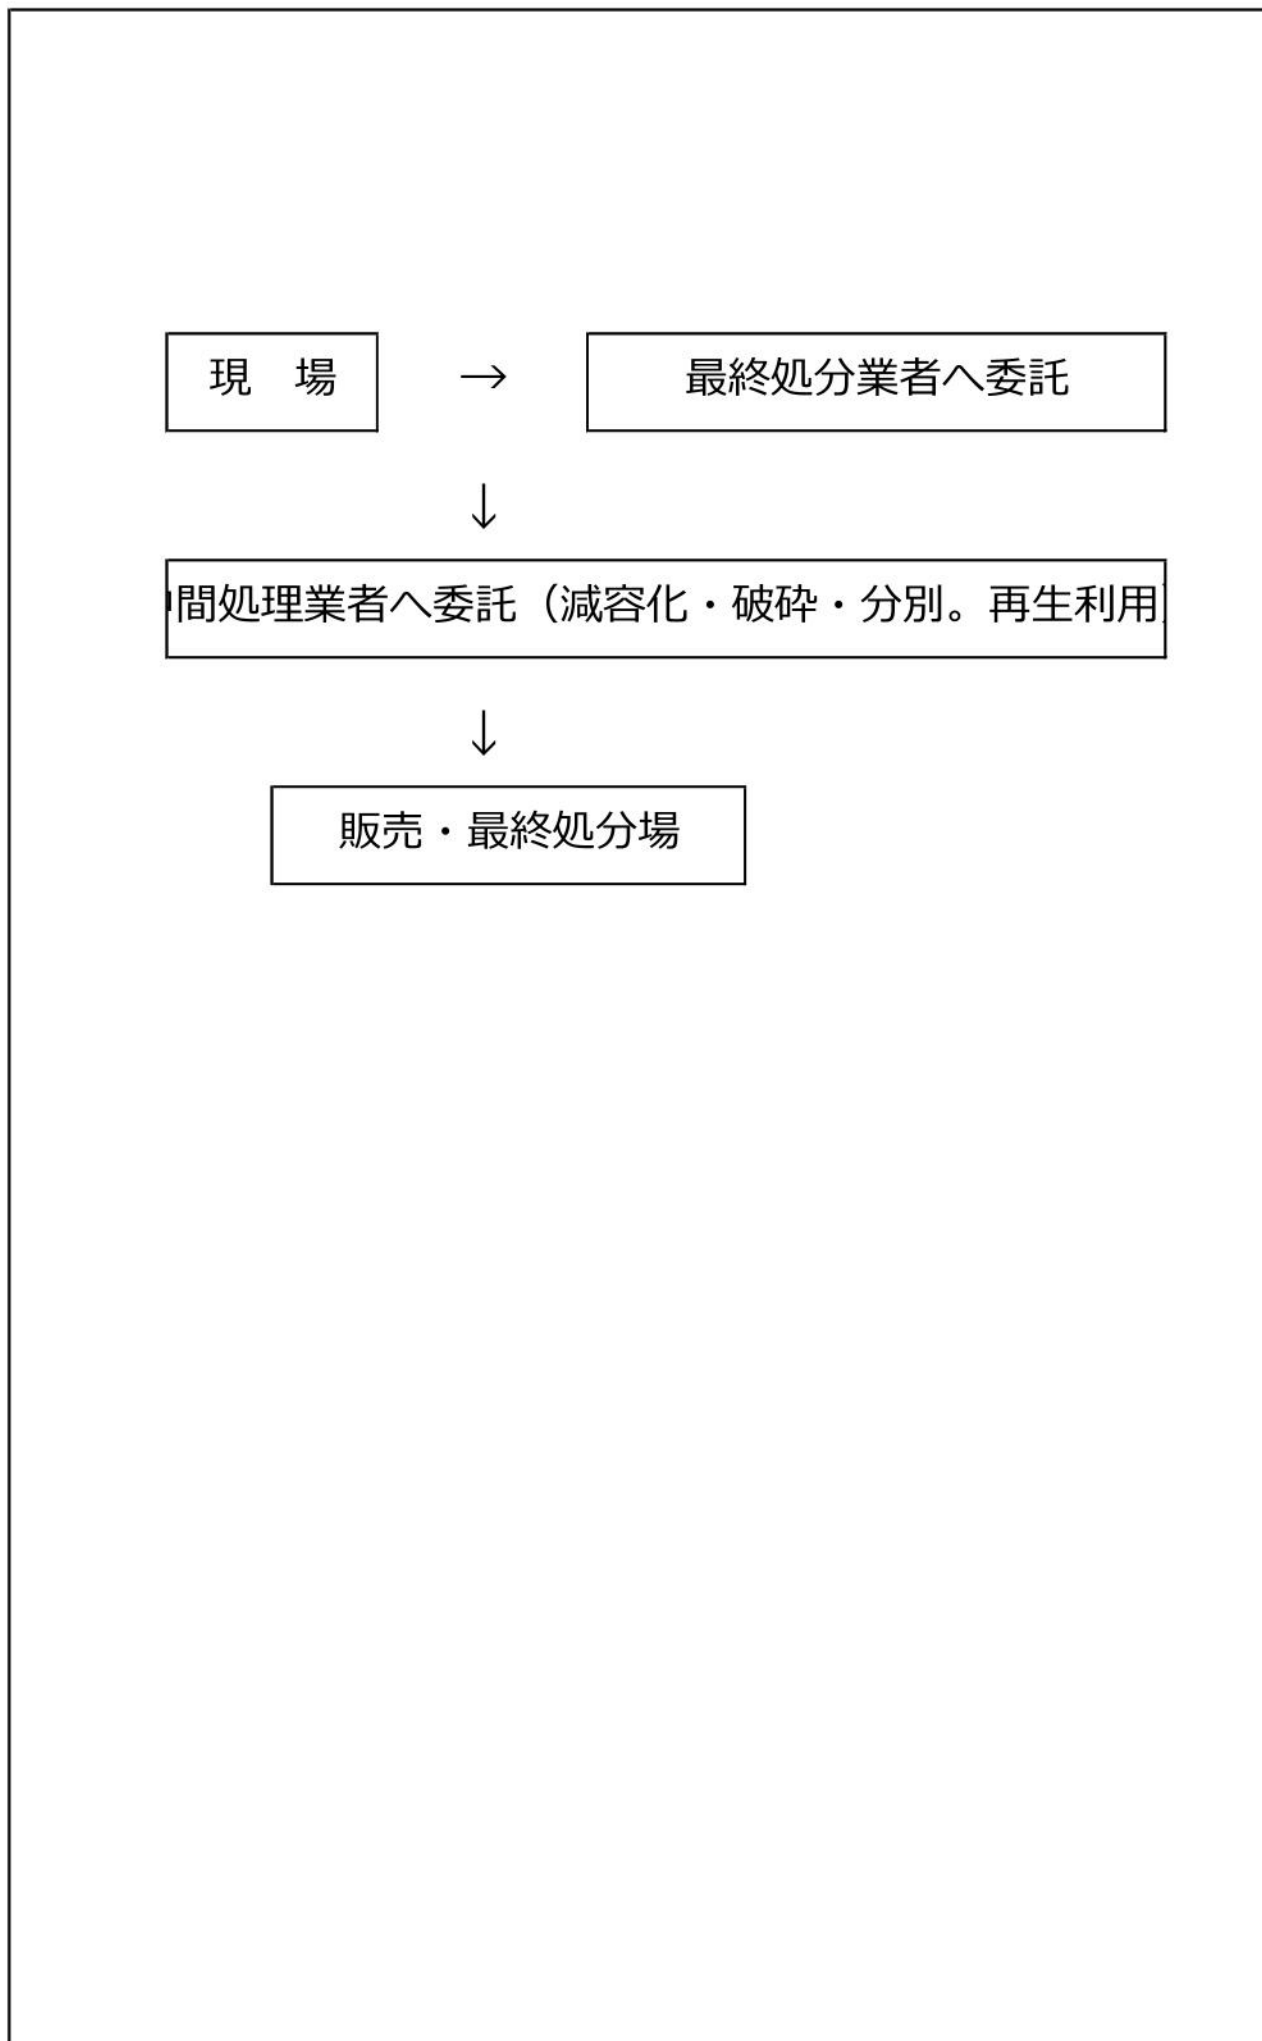 現　場　→　最終処分業者へ委託
↓
間処理業者へ委託（減容化・破砕・分別。再生利用）
↓
販売・最終処分場